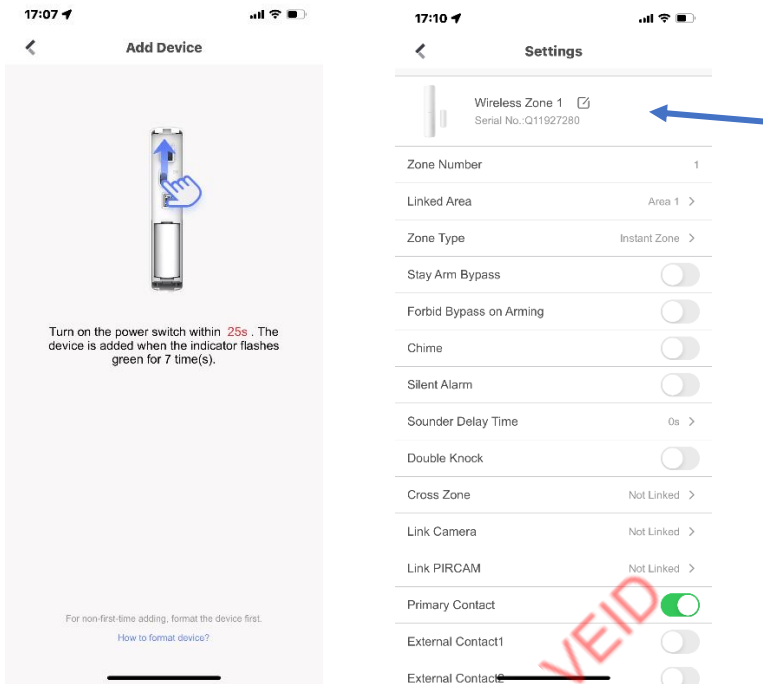 17:07
Add Device
Turn on the power switch within 25s . The
device is added when the indicator flashes
green for 7 time(s).
For non-first-time adding, format the device first.
How to format device?
17:10
Settings
Wireless Zone 1
Serial No.:Q11927280
Zone Number 1
Linked Area Area 1 >
Zone Type Instant Zone >
Stay Arm Bypass
Forbid Bypass on Arming
Chime
Silent Alarm
Sounder Delay Time 0s >
Double Knock
Cross Zone Not Linked >
Link Camera Not Linked >
Link PIRCAM Not Linked >
Primary Contact
External Contact1
External Contact2
VEID